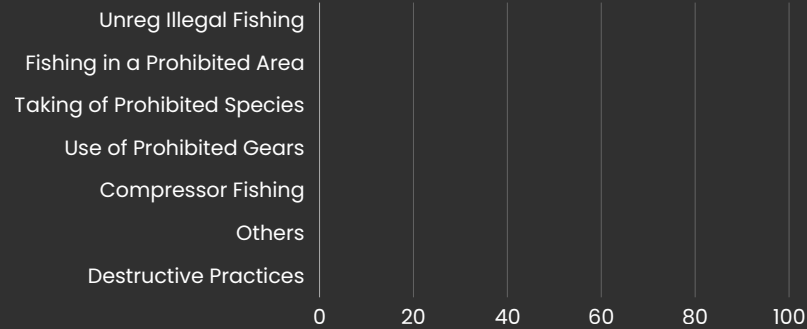 Unreg Illegal Fishing
Fishing in a Prohibited Area
Taking of Prohibited Species
Use of Prohibited Gears
Compressor Fishing
Others
Destructive Practices
0 20 40 60 80 100